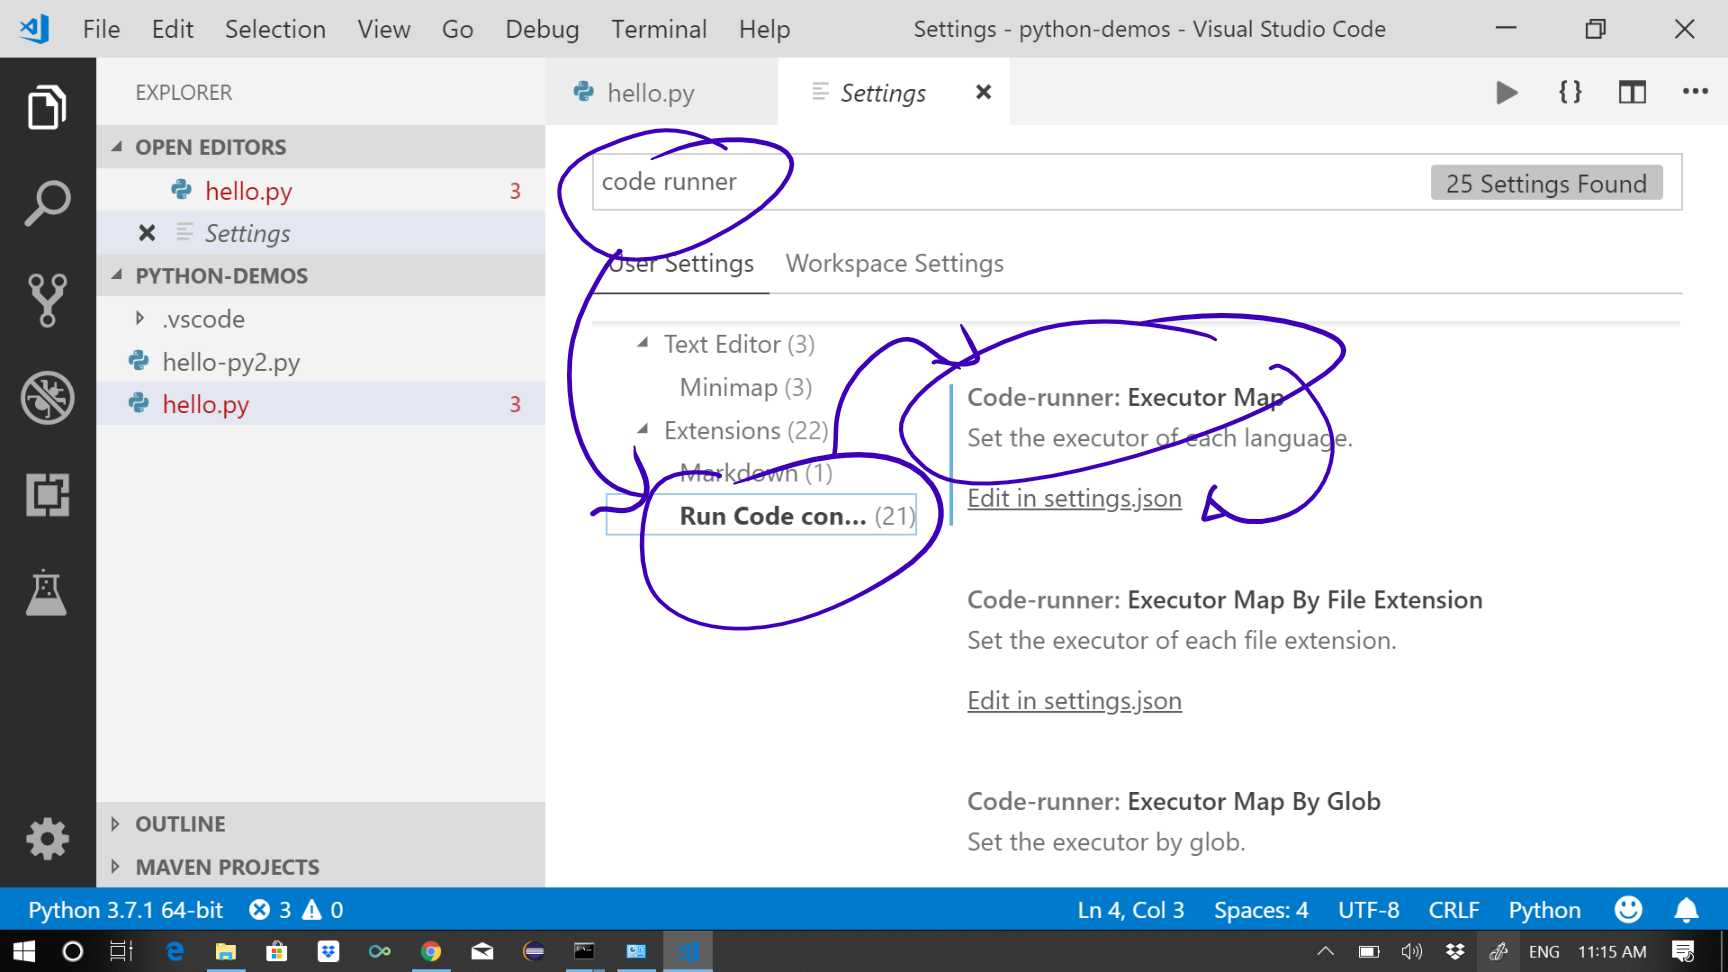 File Edit Selection View Go Debug Terminal Help Settings - python-demos - Visual Studio Code
EXPLORER
OPEN EDITORS
hello.py 3
Settings
PYTHON-DEMOS
.vscode
hello-py2.py
hello.py 3
OUTLINE
MAVEN PROJECTS
hello.py Settings
code runner 25 Settings Found
User Settings Workspace Settings
Text Editor (3)
Minimap (3)
Extensions (22)
Markdown (1)
Run Code con... (21)
Code-runner: Executor Map
Set the executor of each language.
Edit in settings.json
Code-runner: Executor Map By File Extension
Set the executor of each file extension.
Edit in settings.json
Code-runner: Executor Map By Glob
Set the executor by glob.
Python 3.7.1 64-bit 3 0 Ln 4, Col 3 Spaces: 4 UTF-8 CRLF Python
ENG 11:15 AM